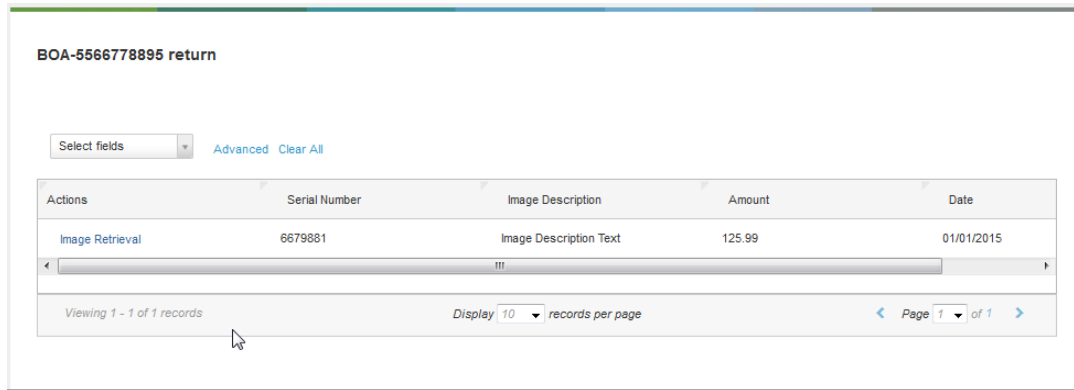 BOA-5566778895 return
Select fields Advanced Clear All
Actions Serial Number Image Description Amount Date
Image Retrieval 6679881 Image Description Text 125.99 01/01/2015
Viewing 1 - 1 of 1 records Display 10 records per page Page 1 of 1